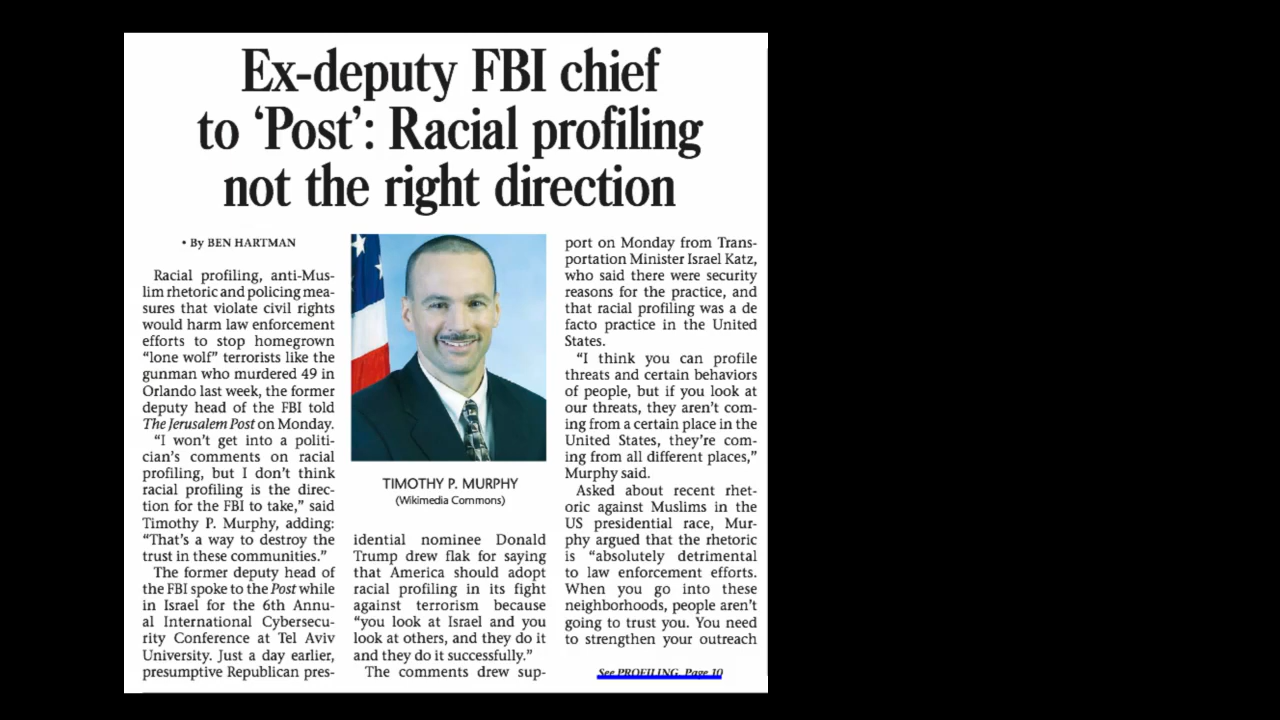 Ex-deputy FBI chief
to ‘Post’: Racial profiling
not the right direction
• By BEN HARTMAN
Racial profiling, anti-Mus-
lim rhetoric and policing mea-
sures that violate civil rights
would harm law enforcement
efforts to stop homegrown
“lone wolf” terrorists like the
gunman who murdered 49 in
Orlando last week, the former
deputy head of the FBI told
The Jerusalem Post on Monday.
“I won’t get into a politi-
cian’s comments on racial
profiling, but I don’t think
racial profiling is the direc-
tion for the FBI to take,” said
Timothy P. Murphy, adding:
“That’s a way to destroy the
trust in these communities.”
The former deputy head of
the FBI spoke to the Post while
in Israel for the 6th Annu-
al International Cybersecu-
rity Conference at Tel Aviv
University. Just a day earlier,
presumptive Republican pres-
TIMOTHY P. MURPHY
(Wikimedia Commons)
idential nominee Donald
Trump drew flak for saying
that America should adopt
racial profiling in its fight
against terrorism because
“you look at Israel and you
look at others, and they do it
and they do it successfully.”
The comments drew sup-
port on Monday from Trans-
portation Minister Israel Katz,
who said there were security
reasons for the practice, and
that racial profiling was a de
facto practice in the United
States.
“I think you can profile
threats and certain behaviors
of people, but if you look at
our threats, they aren’t com-
ing from a certain place in the
United States, they’re com-
ing from all different places,”
Murphy said.
Asked about recent rhet-
oric against Muslims in the
US presidential race, Mur-
phy argued that the rhetoric
is “absolutely detrimental
to law enforcement efforts.
When you go into these
neighborhoods, people aren’t
going to trust you. You need
to strengthen your outreach
See PROFILING, Page 10